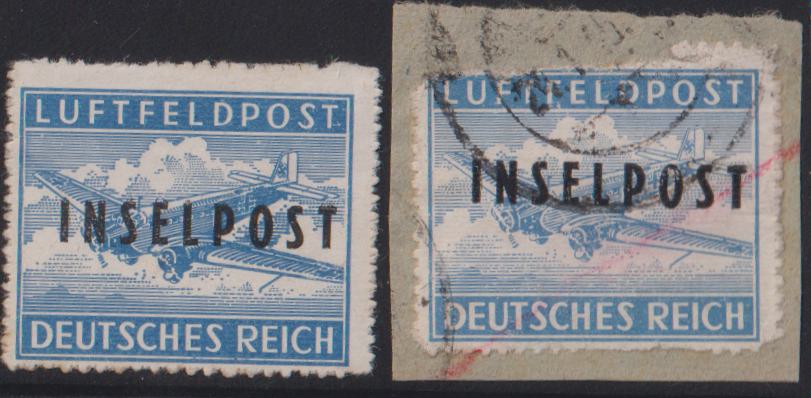 LUFTFELDPOST
INSELPOST
DEUTSCHES REICH
LUFTFELDPOST
INSELPOST
DEUTSCHES REICH